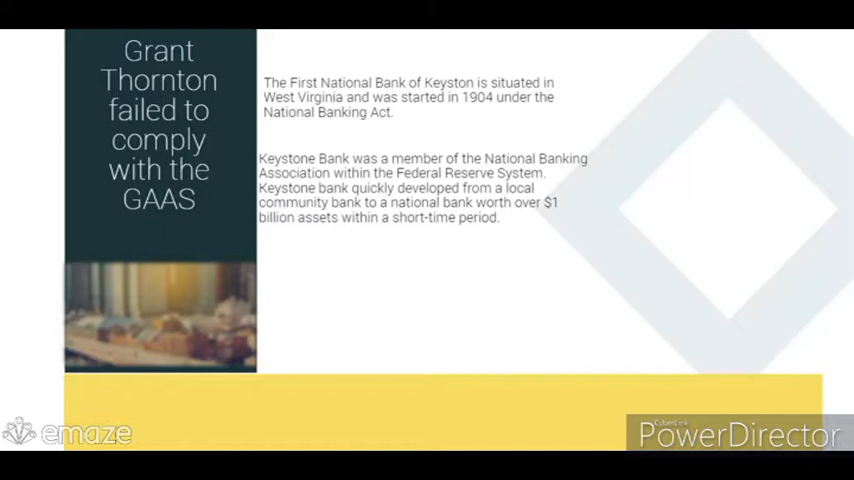 Grant
Thornton
failed to
comply
with the
GAAS
The First National Bank of Keyston is situated in
West Virginia and was started in 1904 under the
National Banking Act.
Keystone Bank was a member of the National Banking
Association within the Federal Reserve System.
Keystone bank quickly developed from a local
community bank to a national bank worth over $1
billion assets within a short-time period.
emaze
CyberLink
PowerDirector